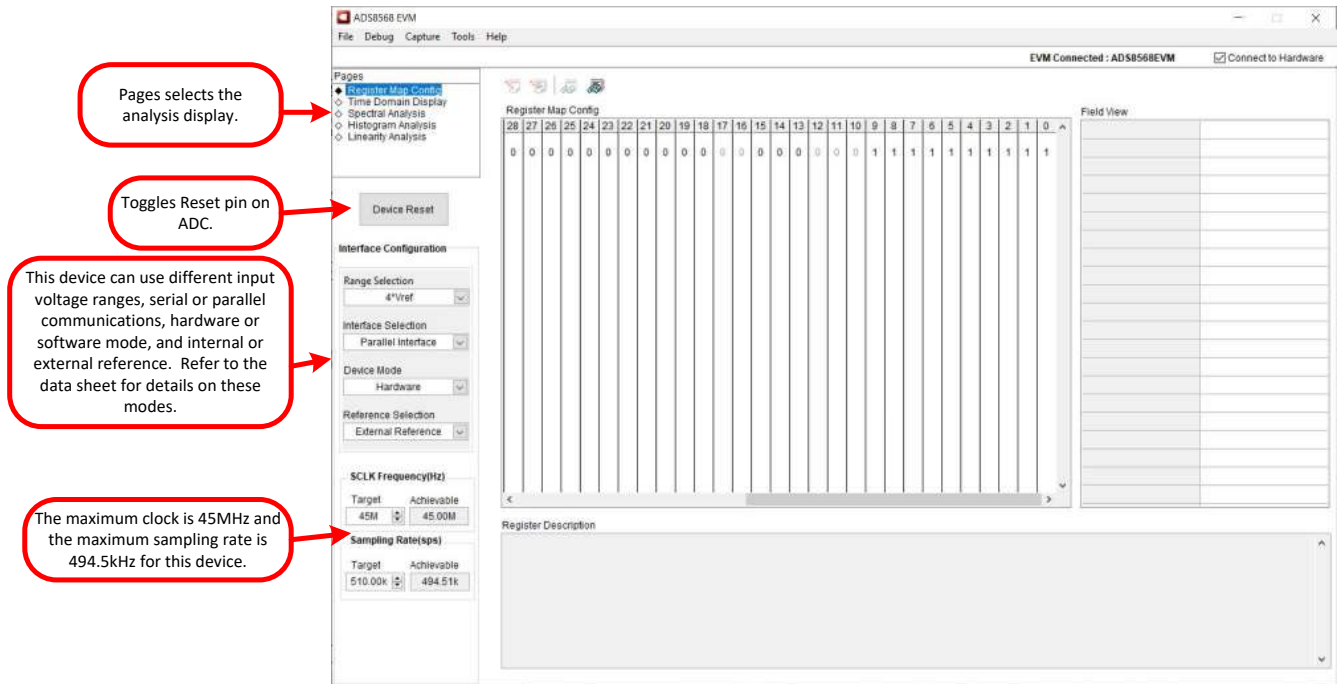 ADS8568 EVM
File Debug Capture Tools Help
EVM Connected : ADS8568EVM Connect to Hardware
Pages selects the
analysis display.
Pages
Register Map Config
Time Domain Display
Spectral Analysis
Histogram Analysis
Linearity Analysis
Toggles Reset pin on
ADC.
Device Reset
This device can use different input
voltage ranges, serial or parallel
communications, hardware or
software mode, and internal or
external reference. Refer to the
data sheet for details on these
modes.
Interface Configuration
Range Selection
4*Vref
Interface Selection
Parallel Interface
Device Mode
Hardware
Reference Selection
External Reference
The maximum clock is 45MHz and
the maximum sampling rate is
494.5kHz for this device.
SCLK Frequency(Hz)
Target Achievable
45M 45.00M
Sampling Rate(sps)
Target Achievable
510.00k 494.51k
Register Map Config
28 27 26 25 24 23 22 21 20 19 18 17 16 15 14 13 12 11 10 9 8 7 6 5 4 3 2 1 0
0 0 0 0 0 0 0 0 0 0 0 0 0 0 0 0 0 0 0 1 1 1 1 1 1 1 1 1 1
Field View
Register Description